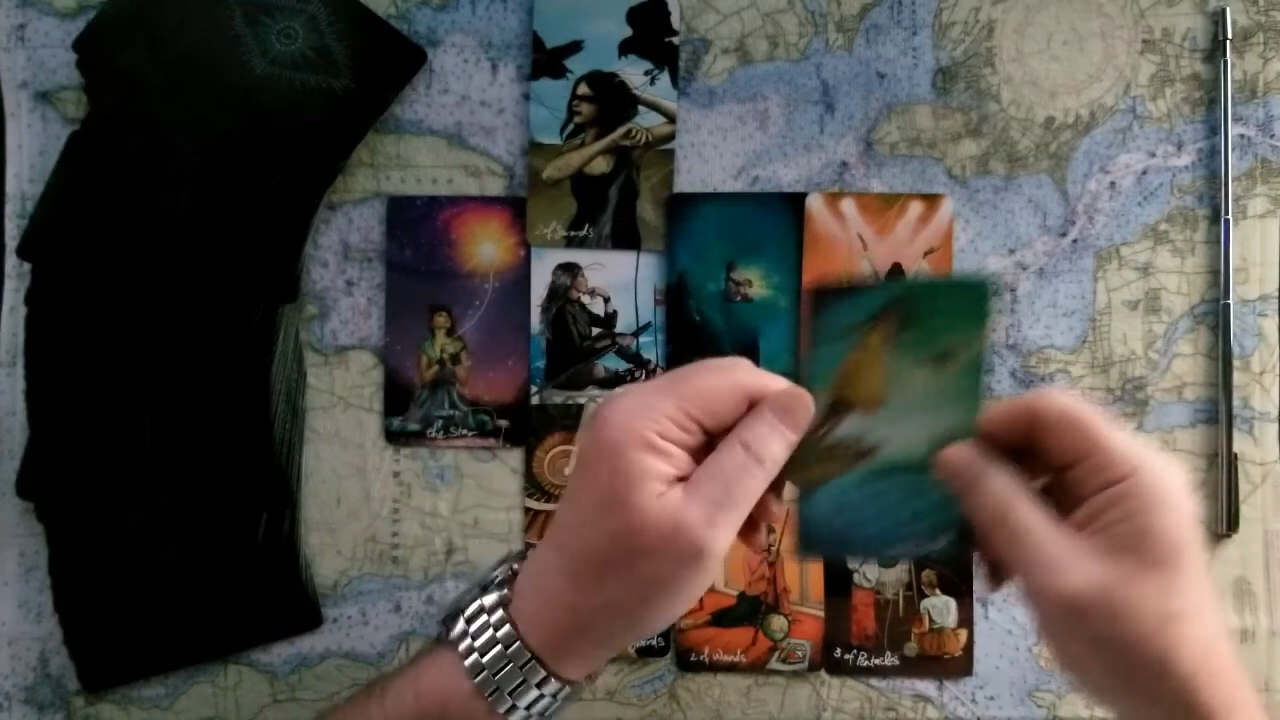 2 of Swords
the Star
2 of Wands
3 of Pentacles